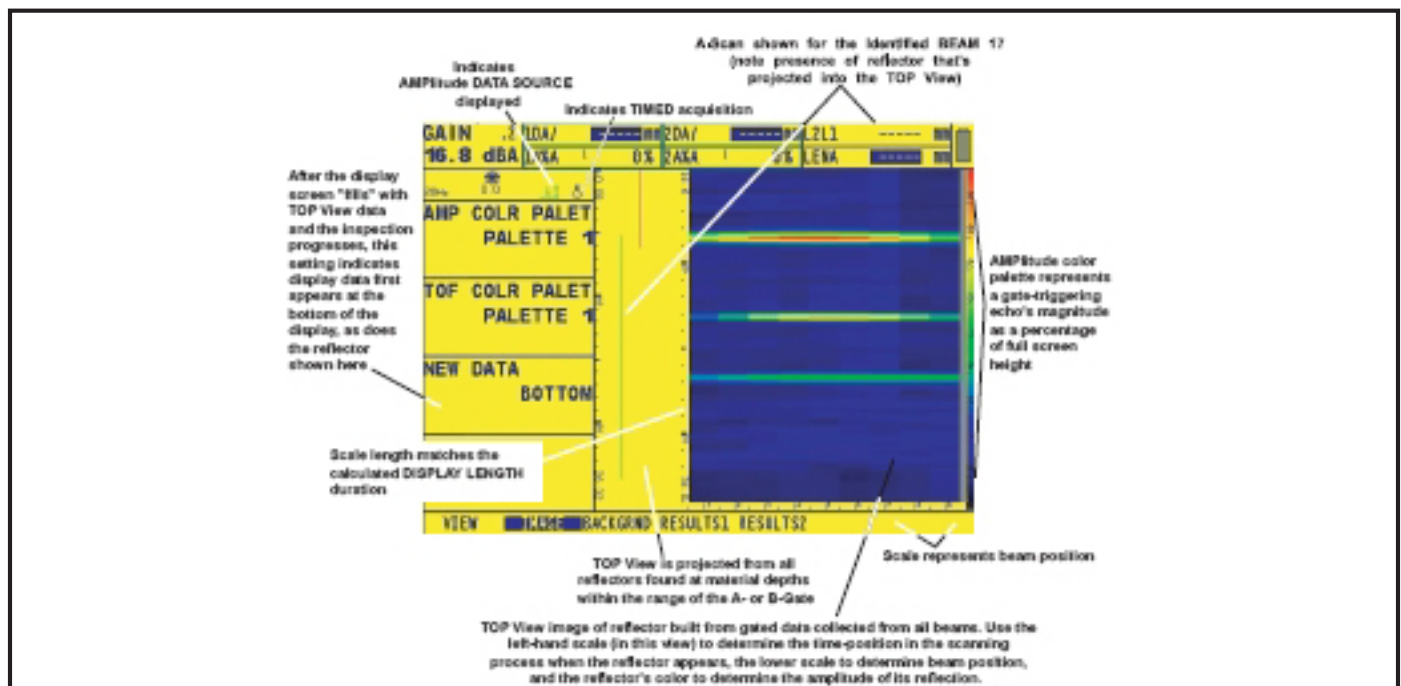 A-Scan shown for the Identified BEAM 17
(note presence of reflector that's
projected into the TOP View)
Indicates
AMPlitude DATA SOURCE
displayed
Indicates TIMED acquisition
GAIN
16.8 dBA
0% 2A%A 0% LENA
After the display
screen "fills" with
TOP View data
and the inspection
progresses, this
setting indicates
display data first
appears at the
bottom of the
display, as does
the reflector
shown here
AMP COLR PALET
PALETTE 1
TOF COLR PALET
PALETTE 1
NEW DATA
BOTTOM
AMPlitude color
palette represents
a gate-triggering
echo's magnitude
as a percentage
of full screen
height
Scale length matches the
calculated DISPLAY LENGTH
duration
VIEW BACKGRND RESULTS1 RESULTS2
Scale represents beam position
TOP View is projected from all
reflectors found at material depths
within the range of the A- or B-Gate
TOP View image of reflector built from gated data collected from all beams. Use the
left-hand scale (in this view) to determine the time-position in the scanning
process when the reflector appears, the lower scale to determine beam position,
and the reflector's color to determine the amplitude of its reflection.